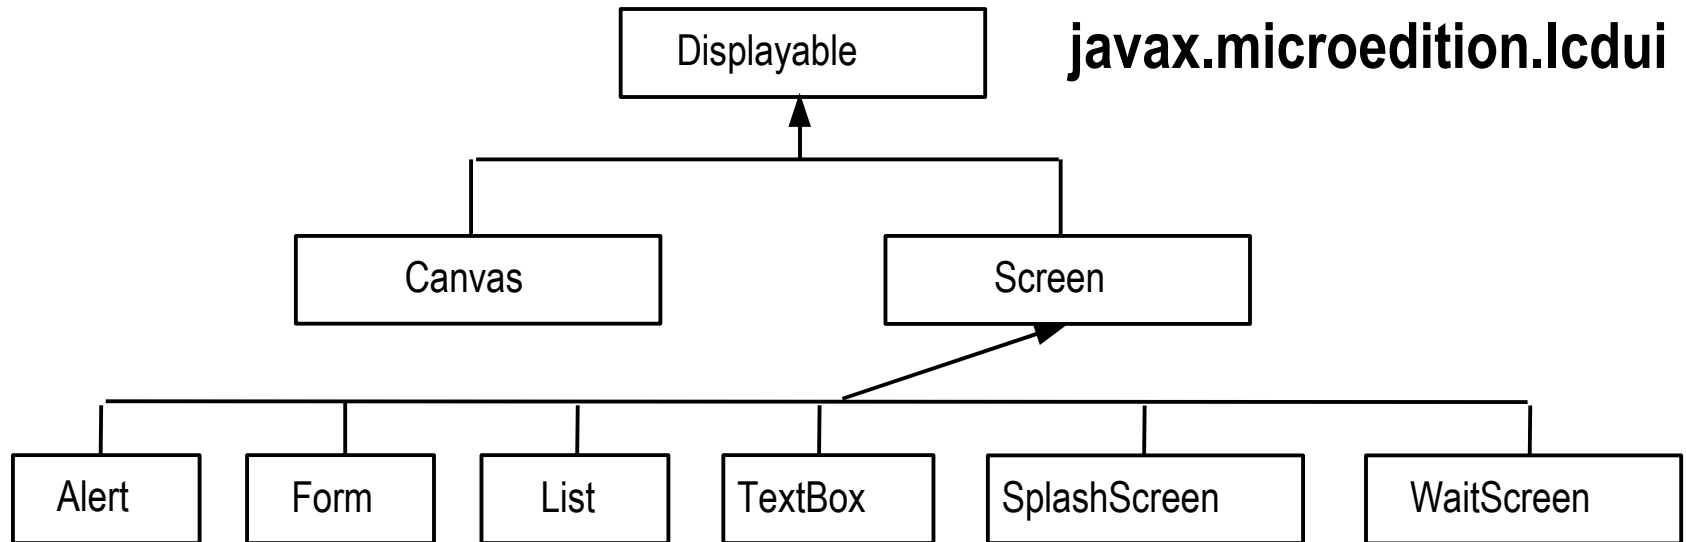 Displayable
javax.microedition.lcdui
Canvas
Screen
Alert
Form
List
TextBox
SplashScreen
WaitScreen